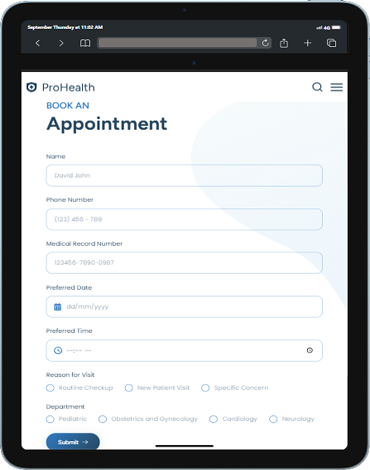 September Thursday at 11:02 AM
4G
ProHealth
BOOK AN
Appointment
Name
David John
Phone Number
(123) 456 - 789
Medical Record Number
123456-7890-0987
Preferred Date
dd/mm/yyyy
Preferred Time
--:-- --
Reason for Visit
Routine Checkup New Patient Visit Specific Concern
Department
Pediatric Obstetrics and Gynecology Cardiology Neurology
Submit →